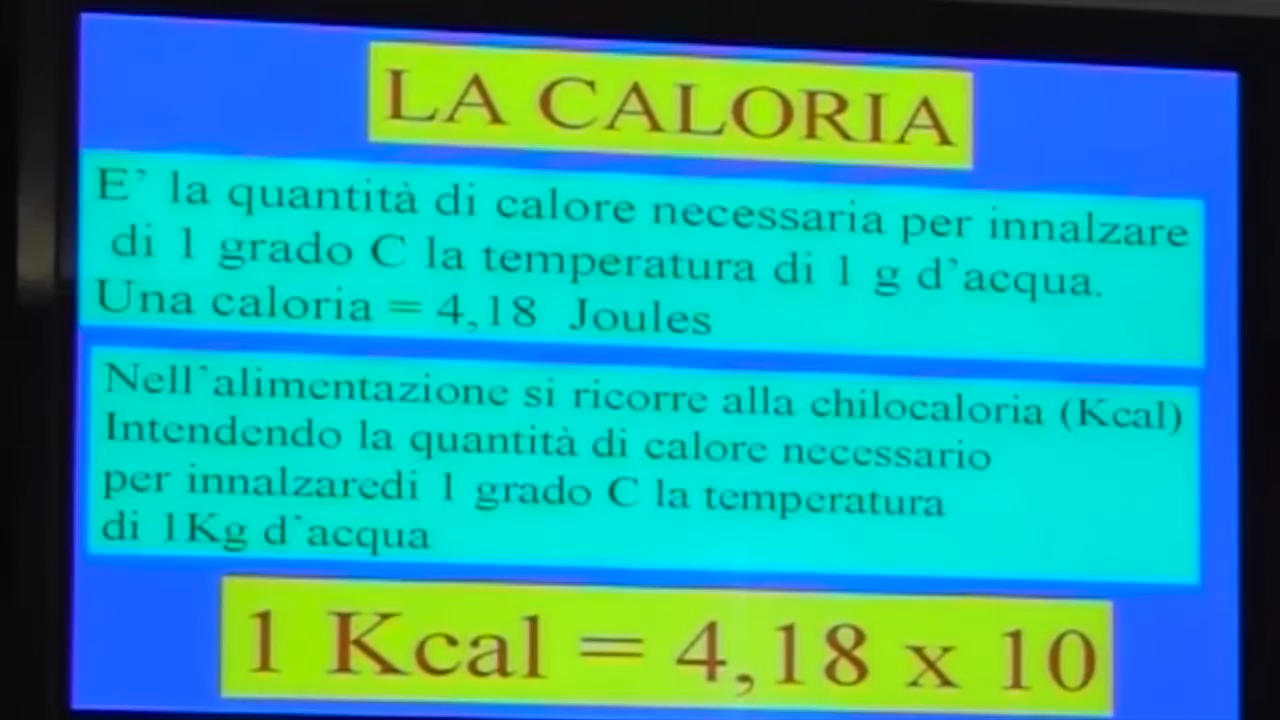 LA CALORIA
E' la quantità di calore necessaria per innalzare
di 1 grado C la temperatura di 1 g d'acqua.
Una caloria = 4,18 Joules
Nell'alimentazione si ricorre alla chilocaloria (Kcal)
Intendendo la quantità di calore necessario
per innalzaredi 1 grado C la temperatura
di 1Kg d'acqua
1 Kcal = 4,18 x 10